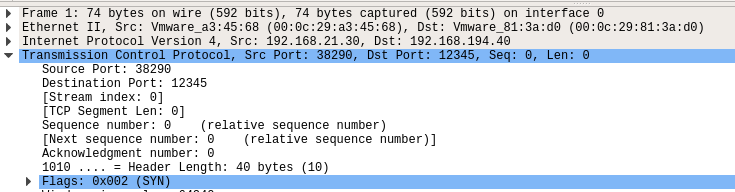 Frame 1: 74 bytes on wire (592 bits), 74 bytes captured (592 bits) on interface 0
Ethernet II, Src: Vmware_a3:45:68 (00:0c:29:a3:45:68), Dst: Vmware_81:3a:d0 (00:0c:29:81:3a:d0)
Internet Protocol Version 4, Src: 192.168.21.30, Dst: 192.168.194.40
Transmission Control Protocol, Src Port: 38290, Dst Port: 12345, Seq: 0, Len: 0
Source Port: 38290
Destination Port: 12345
[Stream index: 0]
[TCP Segment Len: 0]
Sequence number: 0    (relative sequence number)
[Next sequence number: 0    (relative sequence number)]
Acknowledgment number: 0
1010 .... = Header Length: 40 bytes (10)
Flags: 0x002 (SYN)